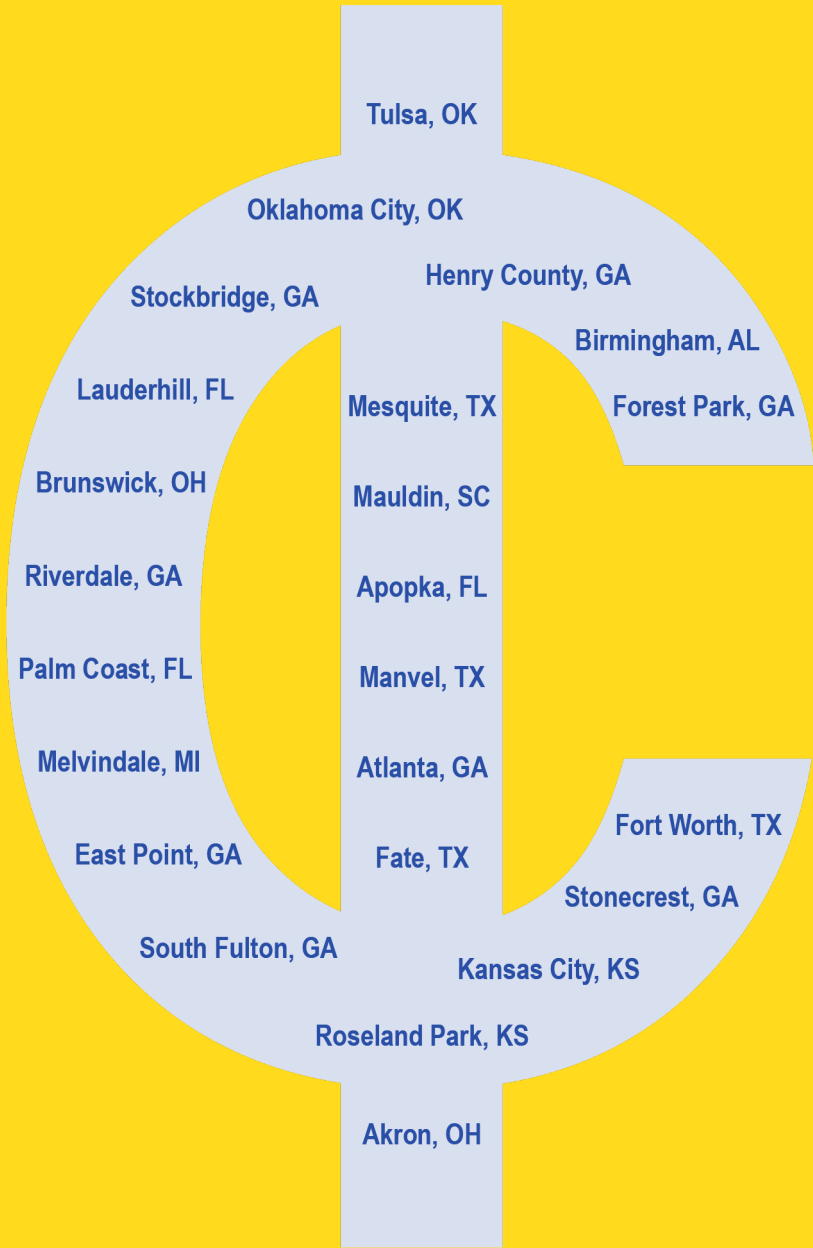 Tulsa, OK
Oklahoma City, OK
Henry County, GA
Stockbridge, GA
Birmingham, AL
Lauderhill, FL
Mesquite, TX
Forest Park, GA
Brunswick, OH
Mauldin, SC
Riverdale, GA
Apopka, FL
Palm Coast, FL
Manvel, TX
Melvindale, MI
Atlanta, GA
Fort Worth, TX
East Point, GA
Fate, TX
Stonecrest, GA
South Fulton, GA
Kansas City, KS
Roseland Park, KS
Akron, OH